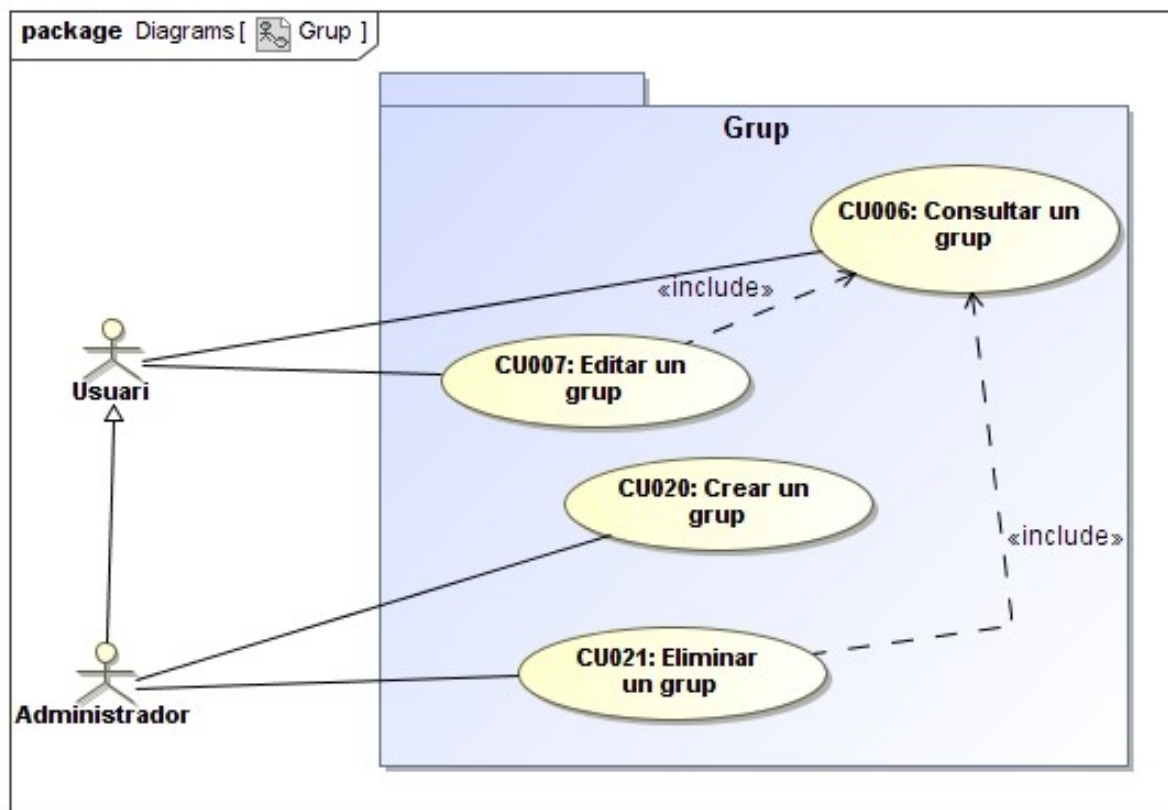 package Diagrams [ Grup ]
Grup
CU006: Consultar un
grup
«include»
CU007: Editar un
grup
Usuari
CU020: Crear un
grup
«include»
CU021: Eliminar
un grup
Administrador